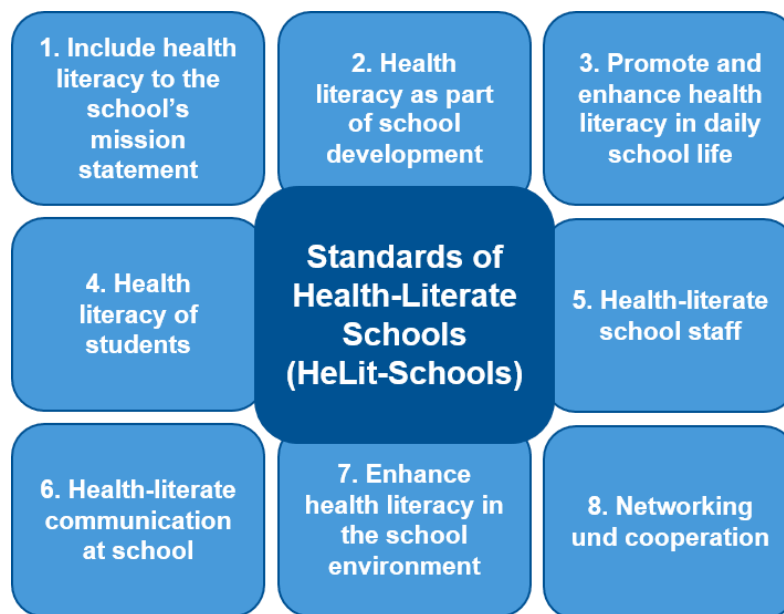 1. Include health
literacy to the
school's
mission
statement
2. Health
literacy as part
of school
development
3. Promote and
enhance health
literacy in daily
school life
4. Health
literacy of
students
Standards of
Health-Literate
Schools
(HeLit-Schools)
5. Health-literate
school staff
6. Health-literate
communication
at school
7. Enhance
health literacy in
the school
environment
8. Networking
und cooperation